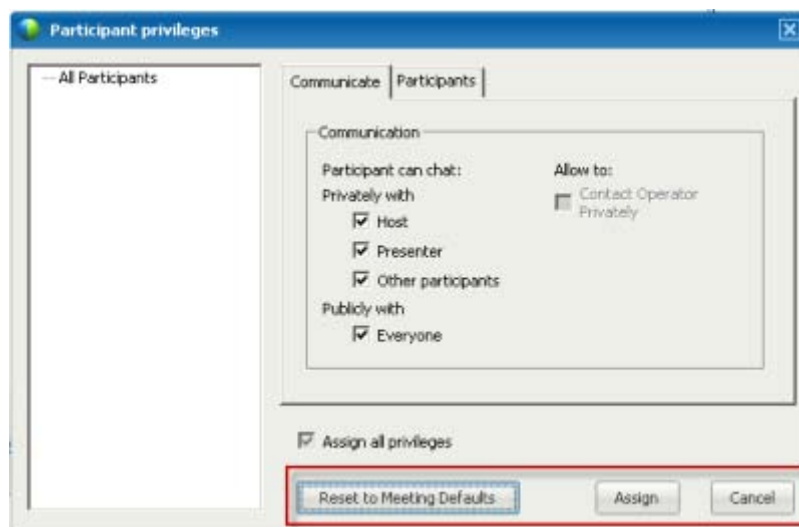 Participant privileges
All Participants
Communicate Participants
Communication
Participant can chat: Allow to:
Privately with Contact Operator Privately
Host
Presenter
Other participants
Publicly with
Everyone
Assign all privileges
Reset to Meeting Defaults Assign Cancel